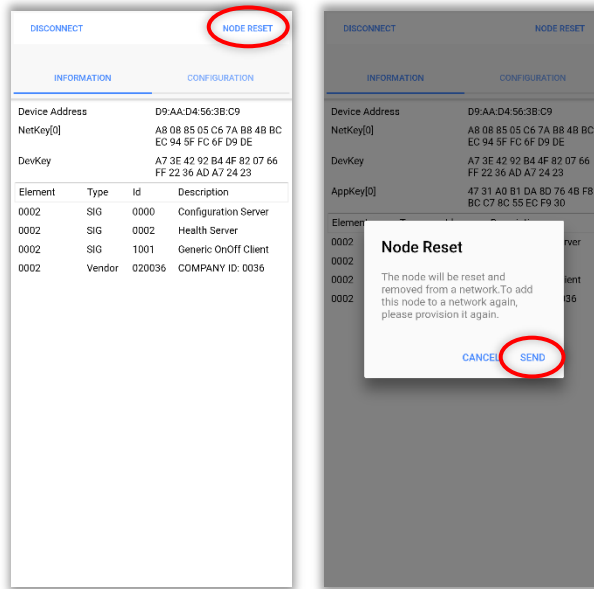 DISCONNECT NODE RESET
INFORMATION CONFIGURATION
Device Address D9:AA:D4:56:3B:C9
NetKey[0] A8 08 85 05 C6 7A B8 4B BC
EC 94 5F FC 6F D9 DE
DevKey A7 3E 42 92 B4 4F 82 07 66
FF 22 36 AD A7 24 23
Element Type Id Description
0002 SIG 0000 Configuration Server
0002 SIG 0002 Health Server
0002 SIG 1001 Generic OnOff Client
0002 Vendor 020036 COMPANY ID: 0036
DISCONNECT NODE RESET
INFORMATION CONFIGURATION
Device Address D9:AA:D4:56:3B:C9
NetKey[0] A8 08 85 05 C6 7A B8 4B BC
EC 94 5F FC 6F D9 DE
DevKey A7 3E 42 92 B4 4F 82 07 66
FF 22 36 AD A7 24 23
AppKey[0] 47 31 A0 B1 DA 8D 76 4B F8
BC C7 8C 55 EC F9 30
Element
0002
0002
0002
0002
Node Reset
The node will be reset and
removed from a network.To add
this node to a network again,
please provision it again.
CANCEL SEND